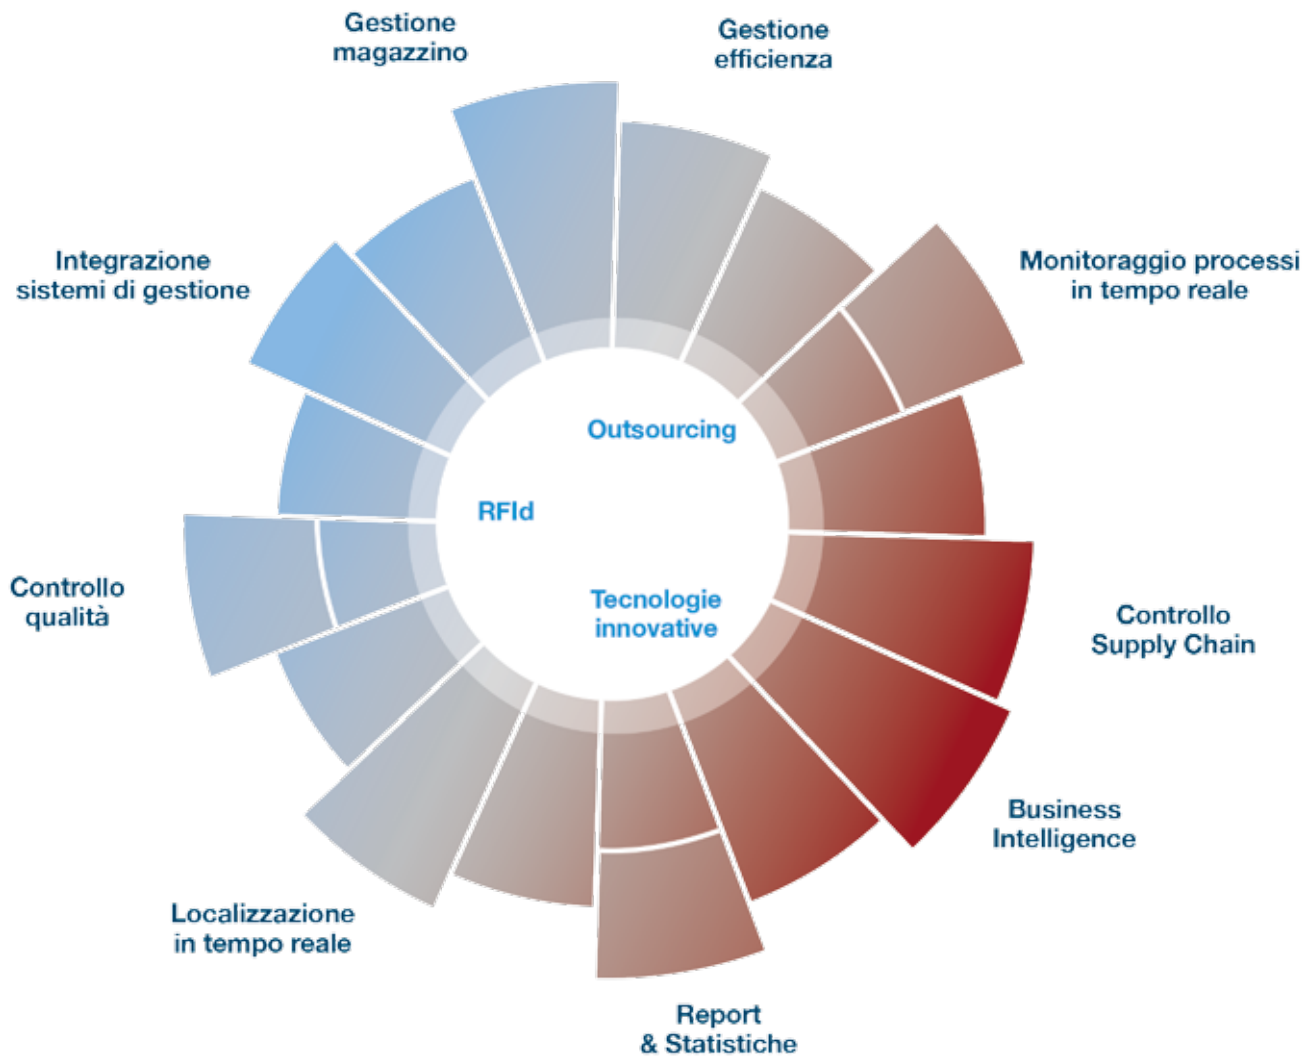 Gestione
magazzino
Gestione
efficienza
Integrazione
sistemi di gestione
Monitoraggio processi
in tempo reale
Outsourcing
RFId
Tecnologie
innovative
Controllo
qualità
Controllo
Supply Chain
Business
Intelligence
Localizzazione
in tempo reale
Report
& Statistiche